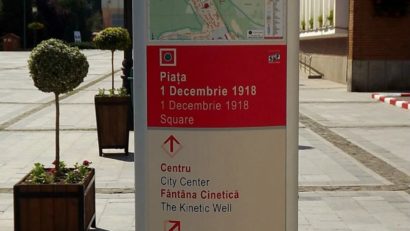 Piața
1 Decembrie 1918
1 Decembrie 1918
Square
Centru
City Center
Fântâna Cinetică
The Kinetic Well